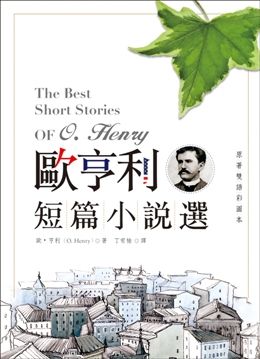 The Best
Short Stories
OF O. Henry
歐亨利
短篇小說選
原著雙語彩圖本
歐・亨利 (O. Henry) ◎ 著 丁宥榆 ◎ 譯